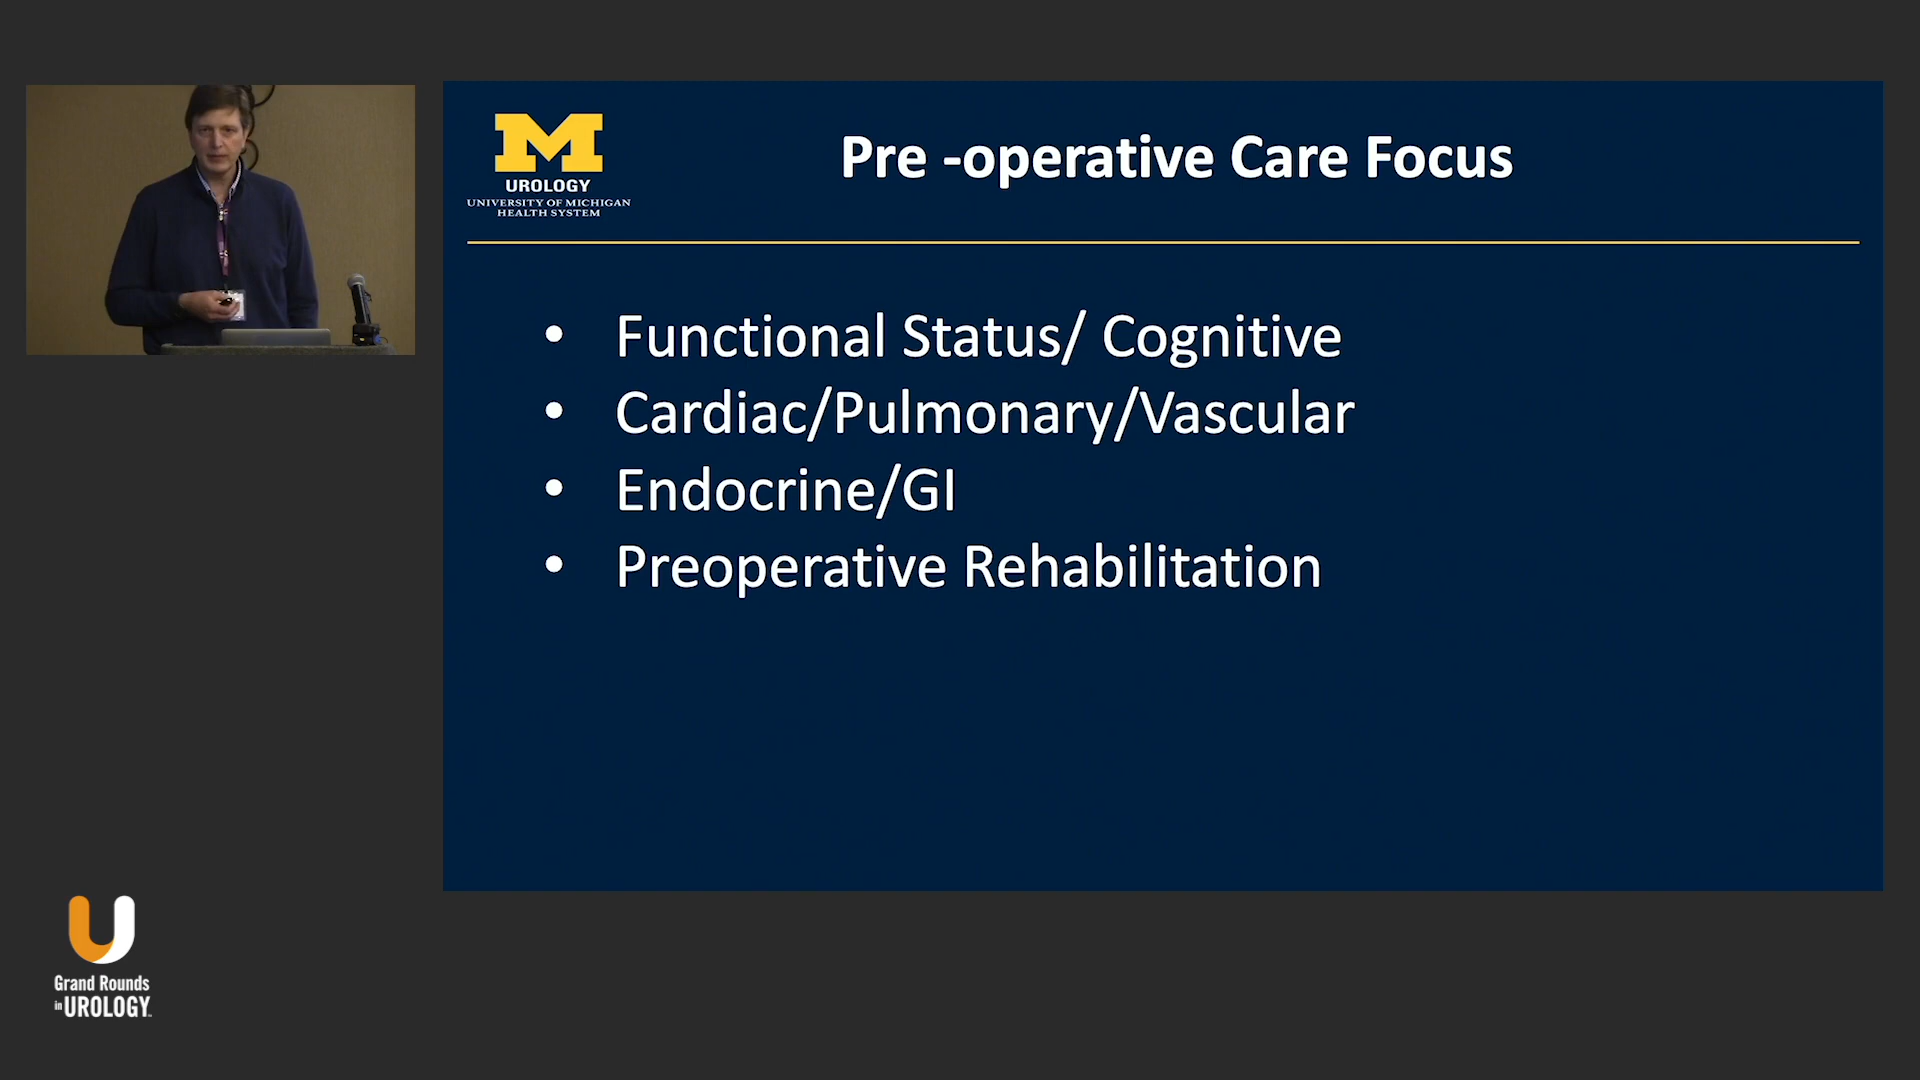 M
UROLOGY
UNIVERSITY OF MICHIGAN
HEALTH SYSTEM
Pre -operative Care Focus
• Functional Status/ Cognitive
• Cardiac/Pulmonary/Vascular
• Endocrine/GI
• Preoperative Rehabilitation
U
Grand Rounds
in UROLOGY